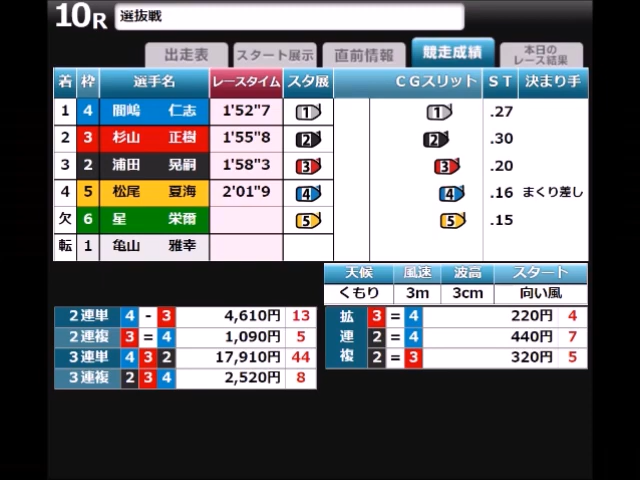 10R 選抜戦
出走表 スタート展示 直前情報 競走成績 本日のレース結果
着 枠 選手名 レースタイム スタ展 CGスリット ST 決まり手
1 4 間嶋 仁志 1'52"7 1 1 .27
2 3 杉山 正樹 1'55"8 2 2 .30
3 2 浦田 晃嗣 1'58"3 3 3 .20
4 5 松尾 夏海 2'01"9 4 4 .16 まくり差し
欠 6 星 栄爾 5 5 .15
転 1 亀山 雅幸
天候 風速 波高 スタート
くもり 3m 3cm 向い風
2連単 4 - 3 4,610円 13
2連複 3 = 4 1,090円 5
3連単 4 3 2 17,910円 44
3連複 2 3 4 2,520円 8
拡 3 = 4 220円 4
連 2 = 4 440円 7
複 2 = 3 320円 5